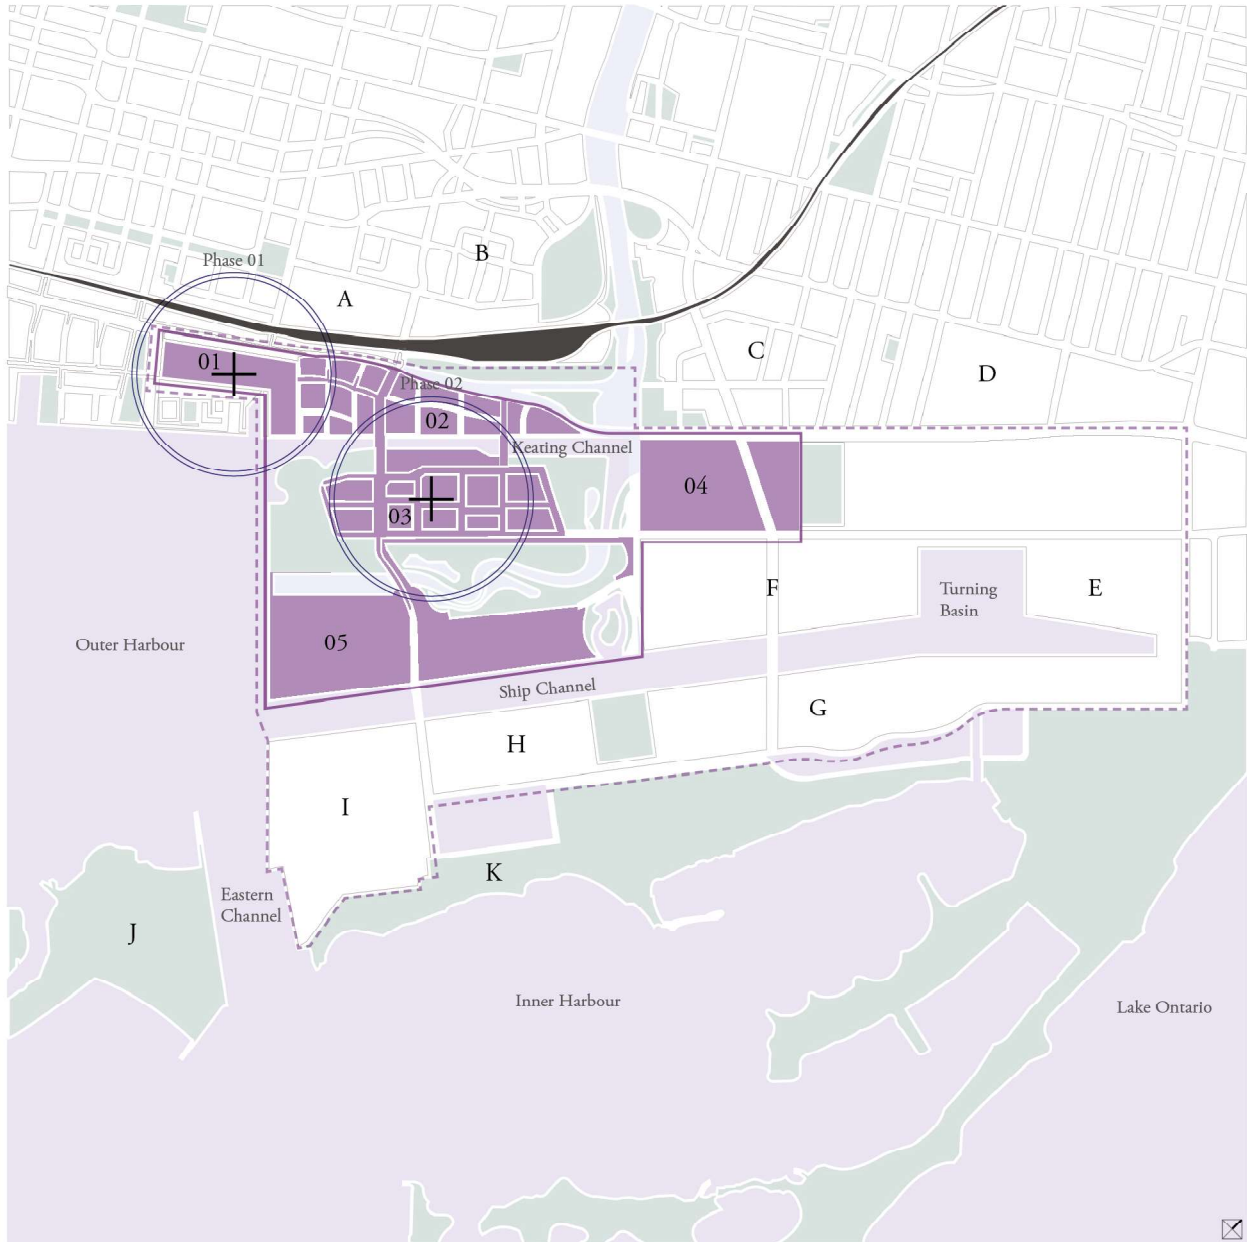 B
Phase 01
A
C
01
D
Phase 02
02
Keating Channel
04
03
F
Turning
Basin
E
Outer Harbour
05
Ship Channel
G
H
I
K
Eastern
Channel
J
Inner Harbour
Lake Ontario